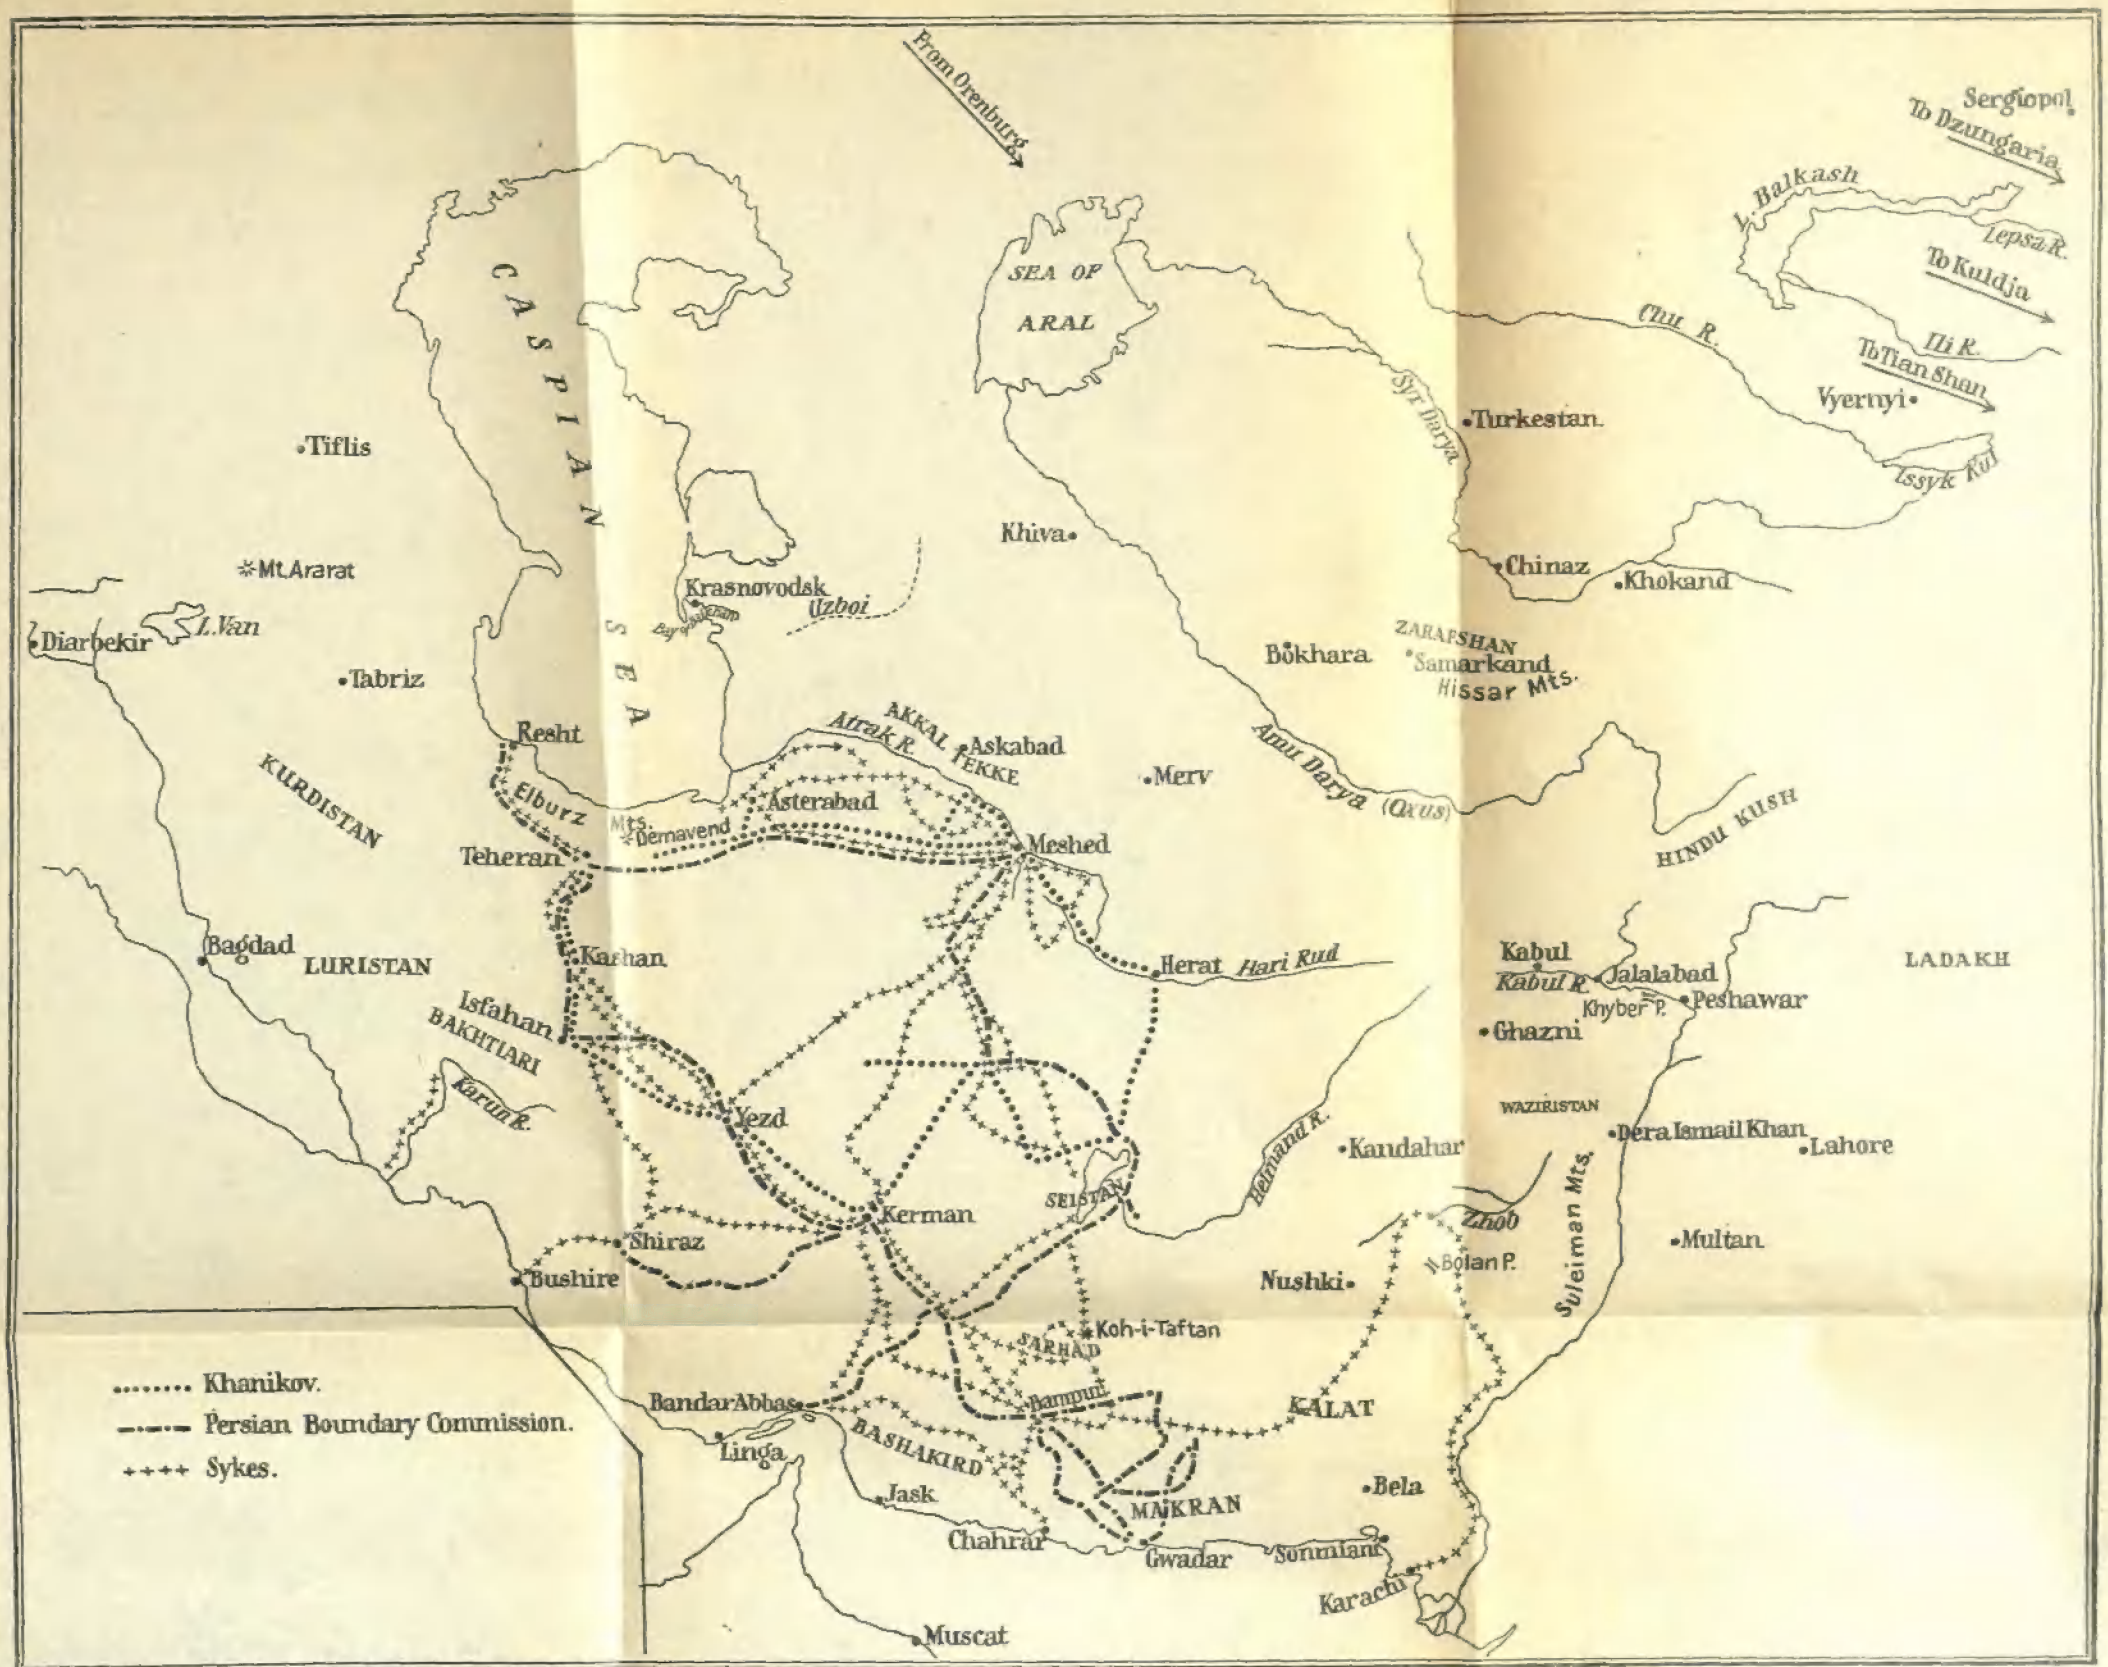 From Orenburg
Sergiopol
To Dzungaria
L. Balkash
Lepsa R.
To Kuldja
CASPIAN SEA
SEA OF
ARAL
Chu R.
Ili R.
To Tian Shan
Vyernyi
Syr Darya
Turkestan
Tiflis
Issyk Kul
Khiva
Mt. Ararat
Krasnovodsk
Uzboi
Chinaz
Khokand
L. Van
Diarbekir
Tabriz
Bokhara
ZARAFSHAN
Samarkand
Hissar Mts.
Resht
Atrak R.
AKKAL TEKKE
Askabad
Merv
Amu Darya (Oxus)
KURDISTAN
Elburz Mts.
Demavend
Asterabad
Meshed
HINDU KUSH
Teheran
Bagdad
LURISTAN
Kashan
Herat
Hari Rud
Kabul
Kabul R.
Jalalabad
Khyber P.
Peshawar
LADAKH
Isfahan
BAKHTIARI
Ghazni
Karun R.
Yezd
WAZIRISTAN
Dera Ismail Khan
Lahore
Helmand R.
Kandahar
SEISTAN
Kerman
Zhob
Suleiman Mts.
Multan
Shiraz
Bushire
Nushki
Bolan P.
Koh-i-Taftan
SARHAD
Khanikov.
Persian Boundary Commission.
Sykes.
Bandar Abbas
Bampur
KALAT
BASHAKIRD
Linga
Jask
Bela
MAKRAN
Chahrar
Gwadar
Sonmiani
Karachi
Muscat